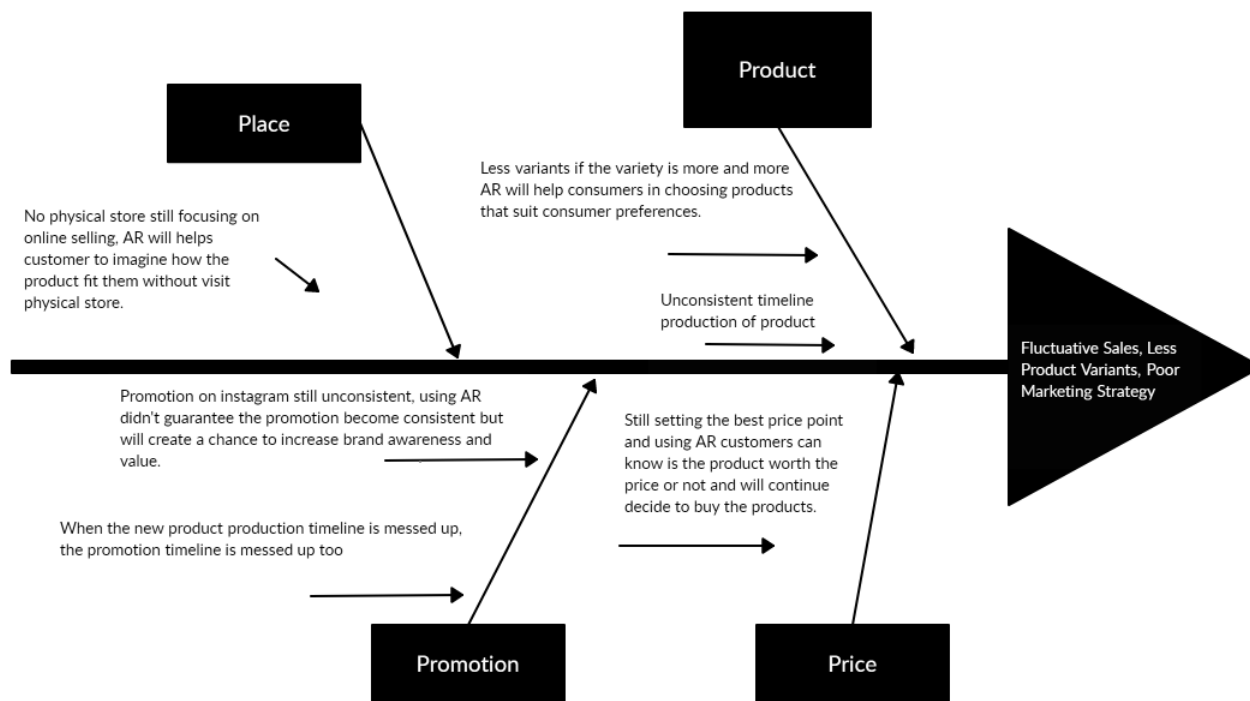 Product
Place
Less variants if the variety is more and more
AR will help consumers in choosing products
that suit consumer preferences.
No physical store still focusing on
online selling, AR will helps
customer to imagine how the
product fit them without visit
physical store.
Unconsistent timeline
production of product
Fluctuative Sales, Less
Product Variants, Poor
Marketing Strategy
Promotion on instagram still unconsistent, using AR
didn't guarantee the promotion become consistent but
will create a chance to increase brand awareness and
value.
Still setting the best price point
and using AR customers can
know is the product worth the
price or not and will continue
decide to buy the products.
When the new product production timeline is messed up,
the promotion timeline is messed up too
Promotion
Price